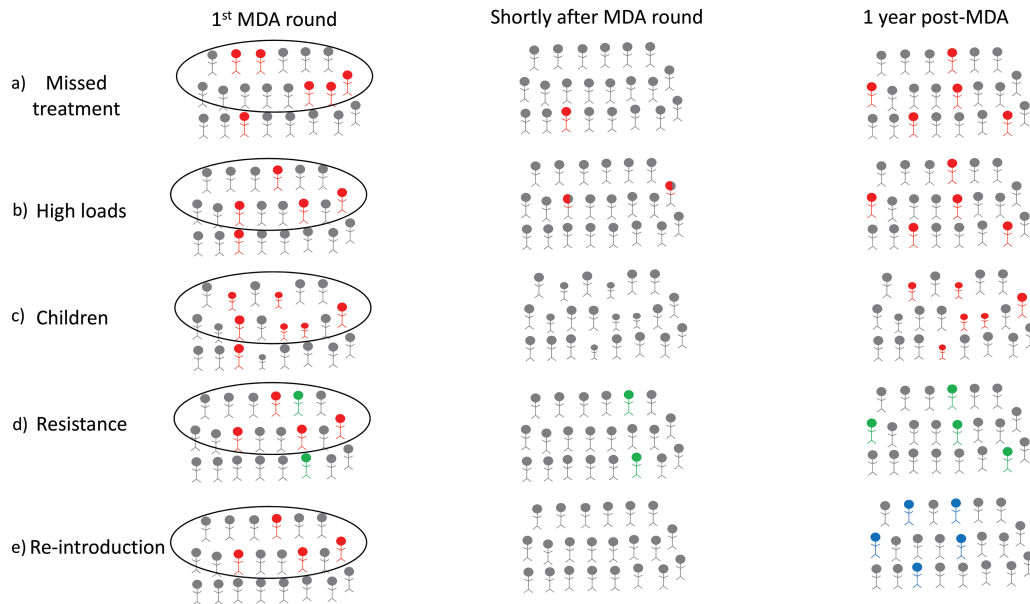 1st MDA round
Shortly after MDA round
1 year post-MDA
a) Missed
treatment
b) High loads
c) Children
d) Resistance
e) Re-introduction